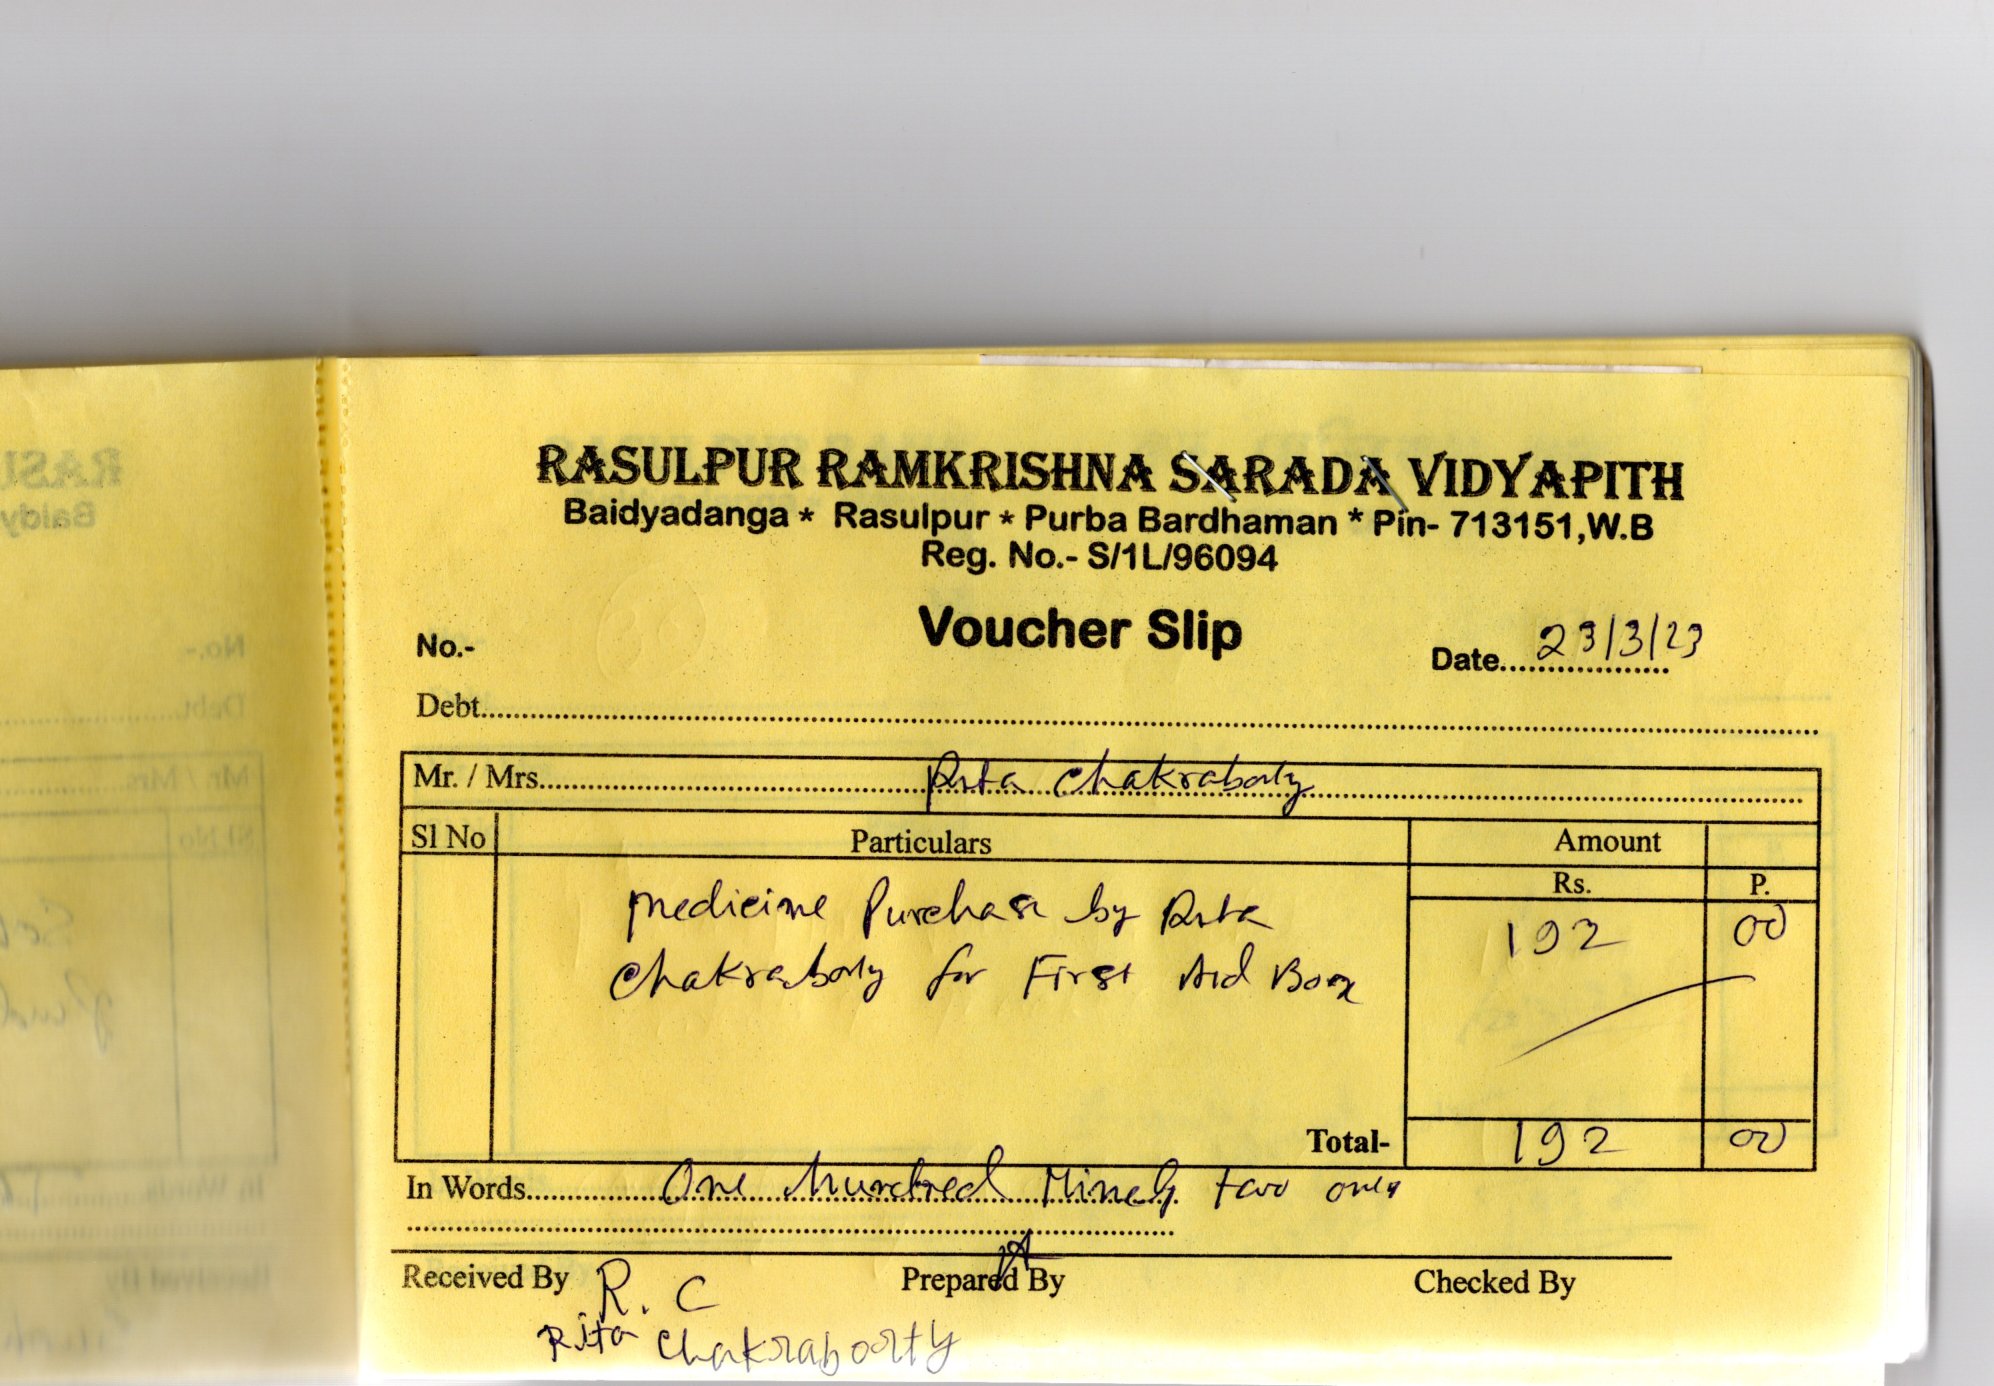 RASULPUR RAMKRISHNA SARADA VIDYAPITH
Baidyadanga * Rasulpur * Purba Bardhaman * Pin- 713151,W.B
Reg. No.- S/1L/96094
Voucher Slip
No.-
Date 23/3/23
Debt
Mr. / Mrs. Rita Chakraborty
Sl No Particulars Amount
Rs. P.
medicine Purchase by Rita 192 00
Chakraborty for First Aid Box
Total- 192 00
In Words One hundred Ninety two only
Received By R. C Prepared By Checked By
Rita Chakraborty